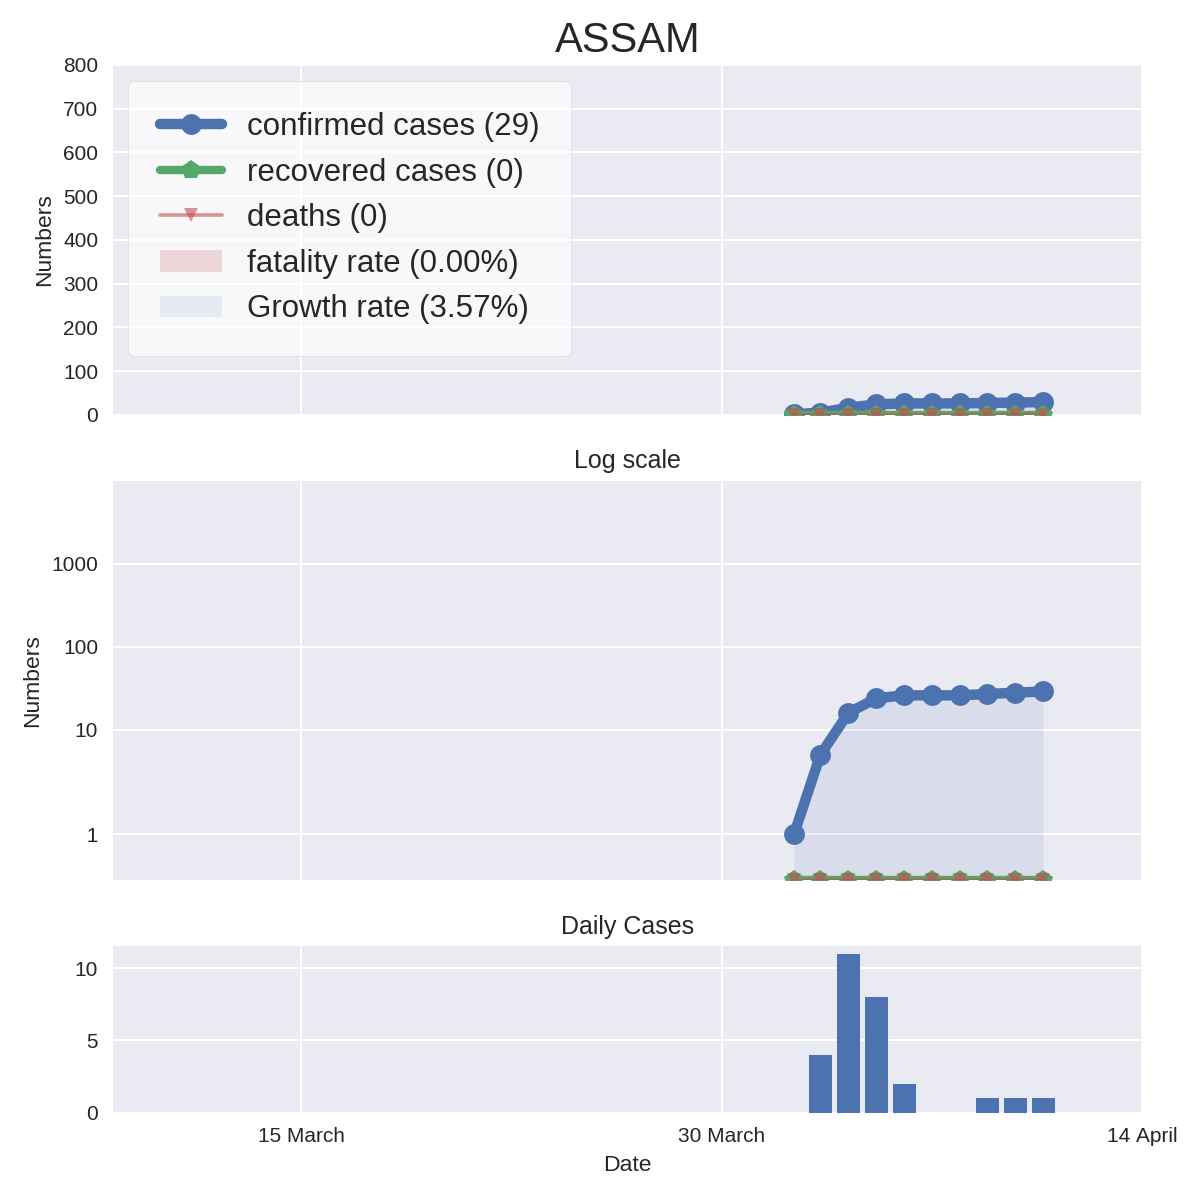 ASSAM
800
700
600
500
400
300
200
100
0
Numbers
confirmed cases (29)
recovered cases (0)
deaths (0)
fatality rate (0.00%)
Growth rate (3.57%)
Log scale
1000
100
10
1
Numbers
Daily Cases
10
5
0
15 March
30 March
14 April
Date